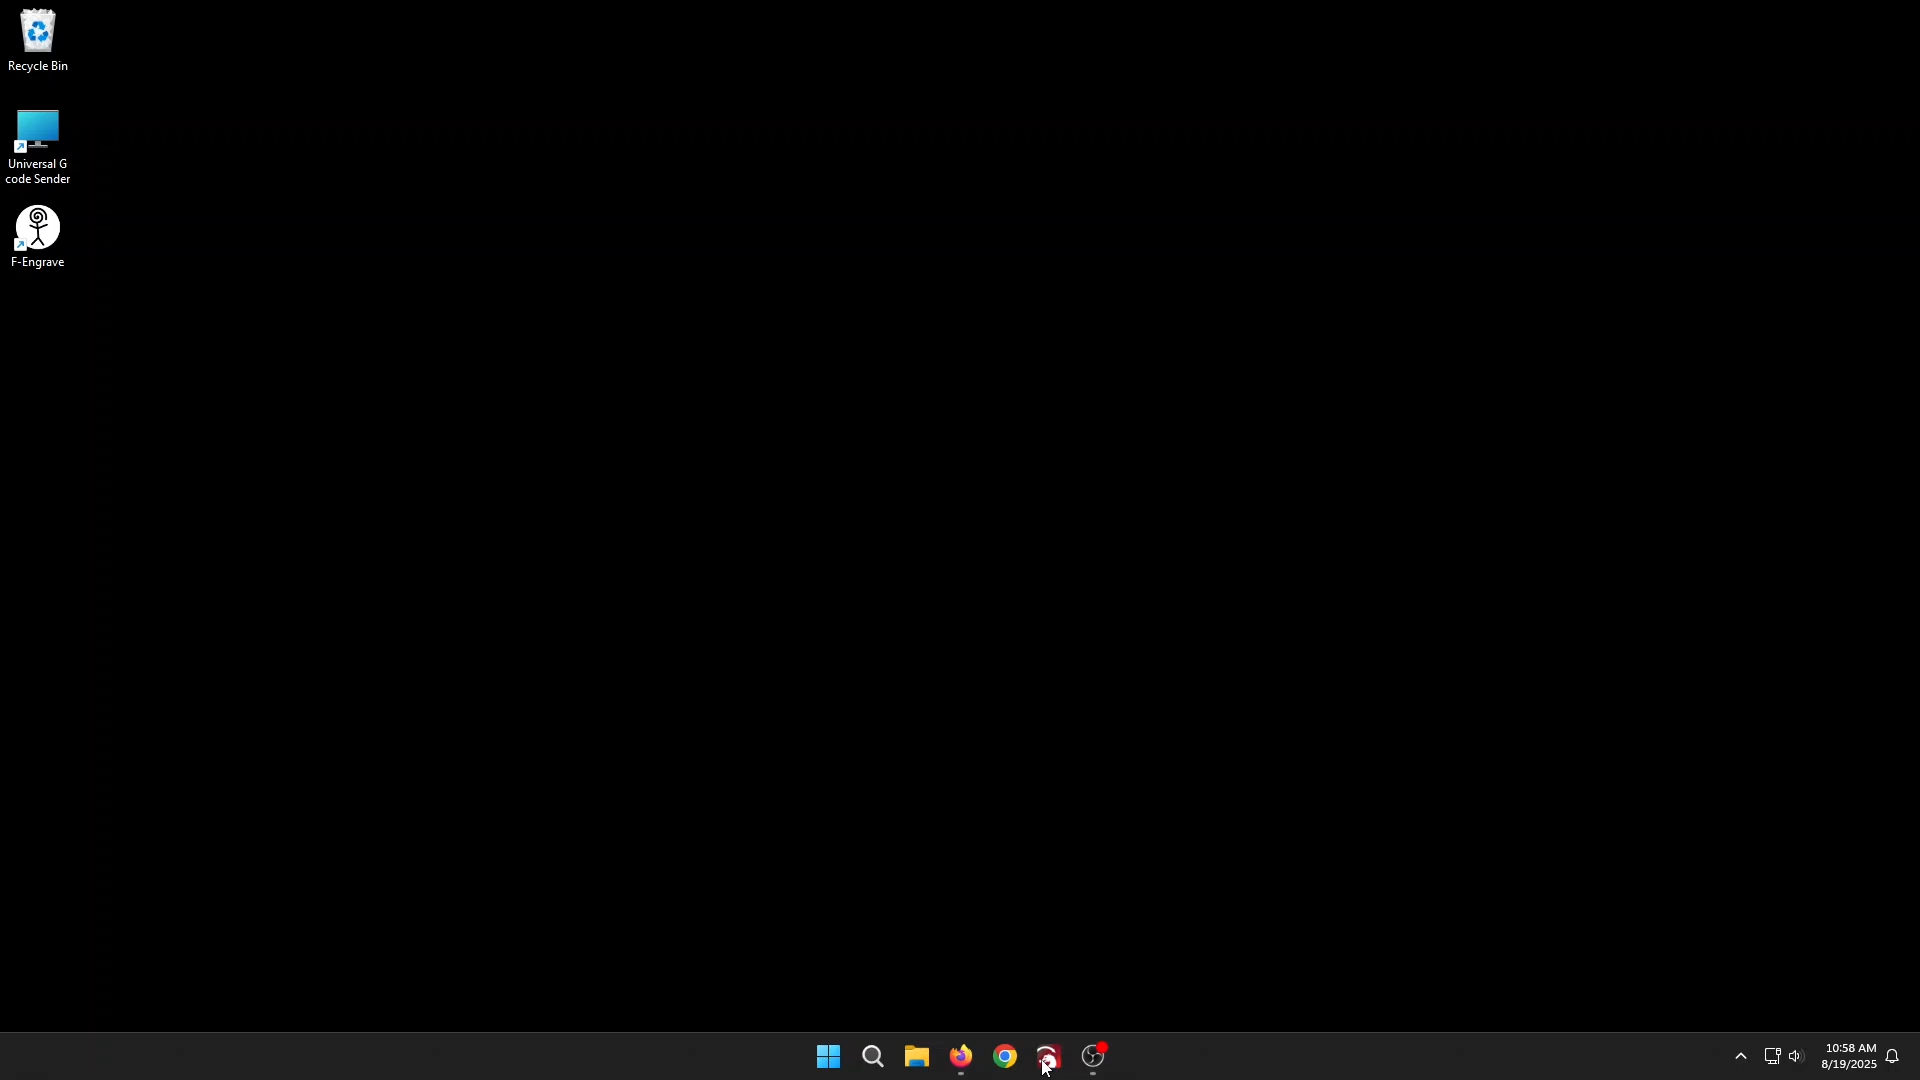 Recycle Bin
Universal G
code Sender
F-Engrave
10:58 AM
8/19/2025